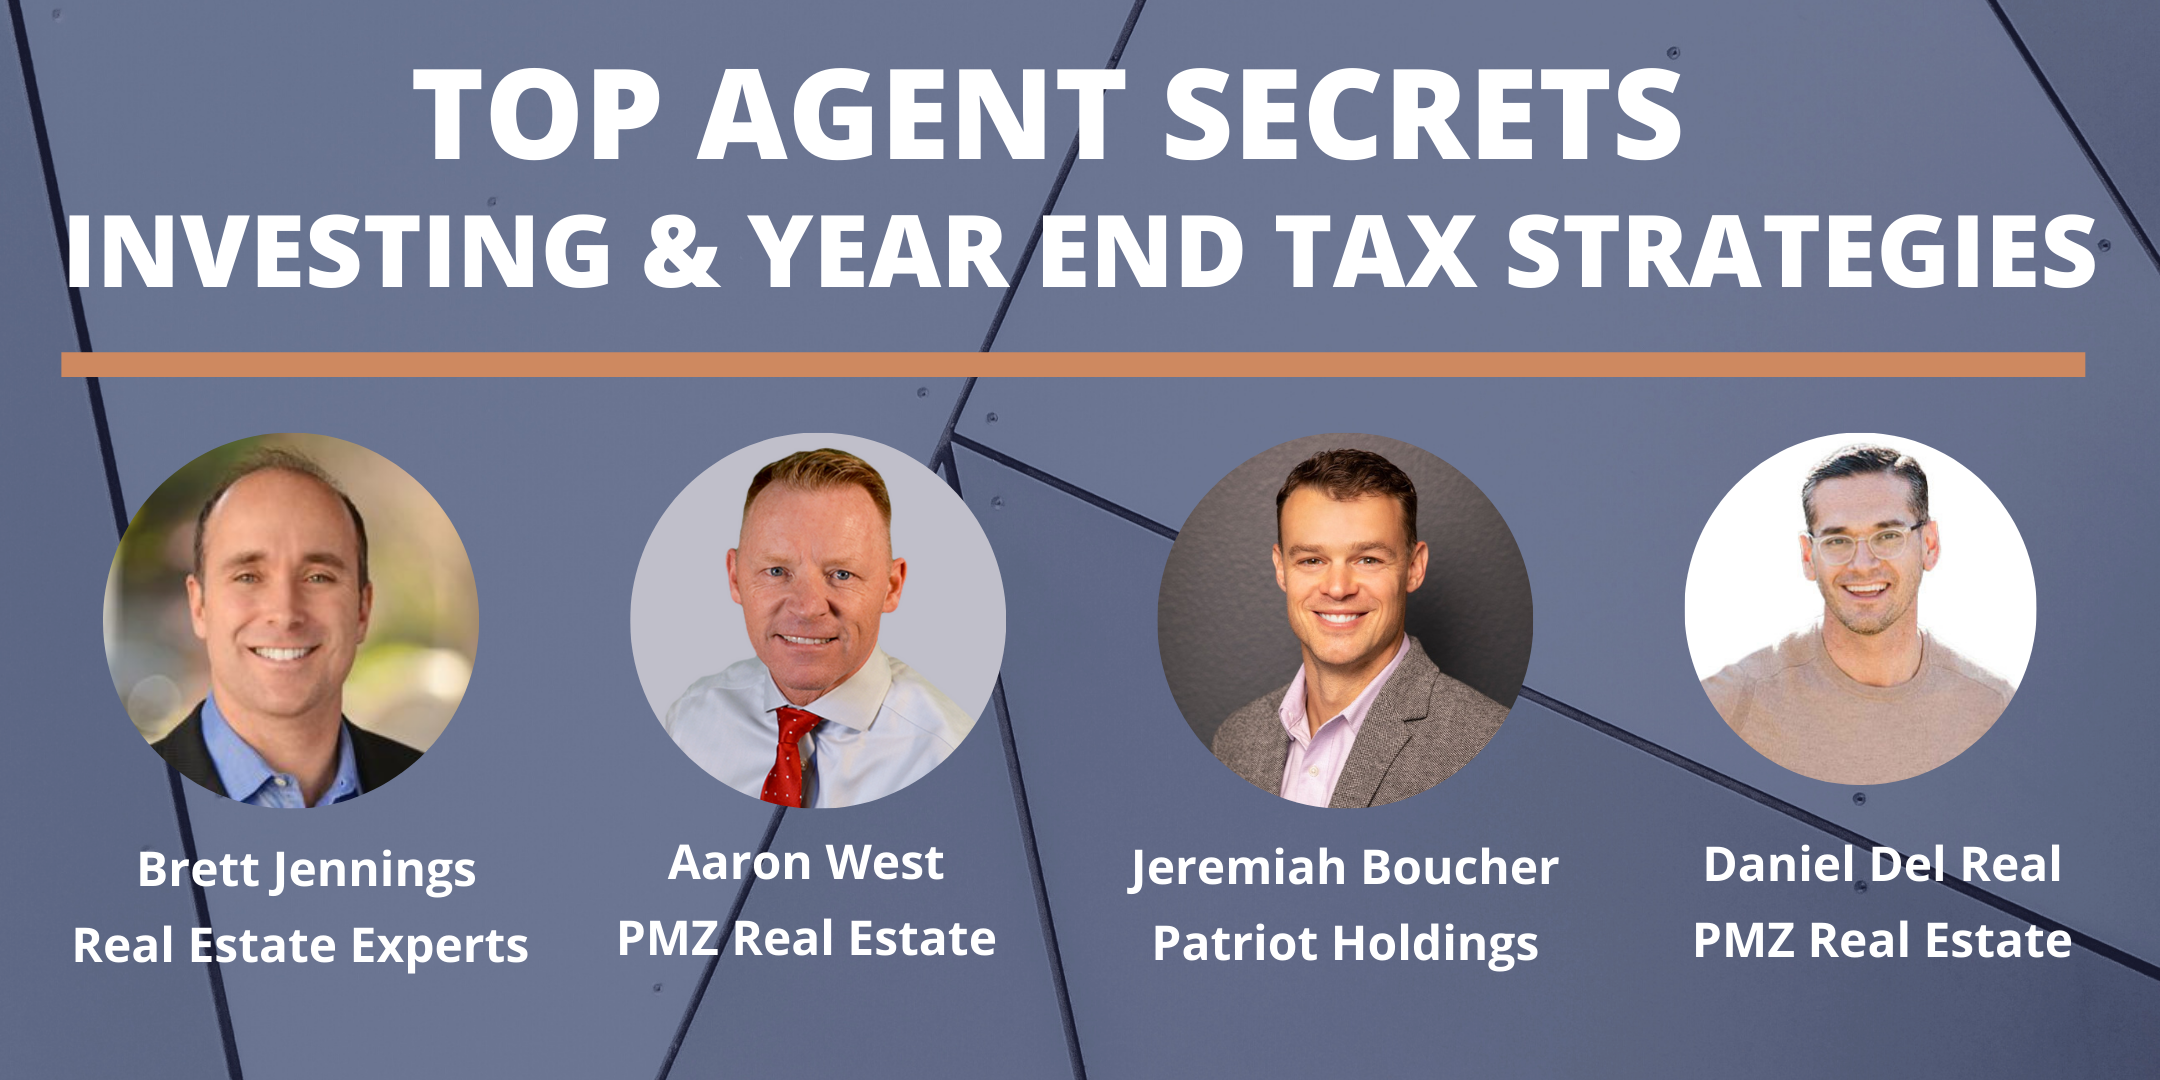 TOP AGENT SECRETS
INVESTING & YEAR END TAX STRATEGIES
Brett Jennings
Real Estate Experts
Aaron West
PMZ Real Estate
Jeremiah Boucher
Patriot Holdings
Daniel Del Real
PMZ Real Estate